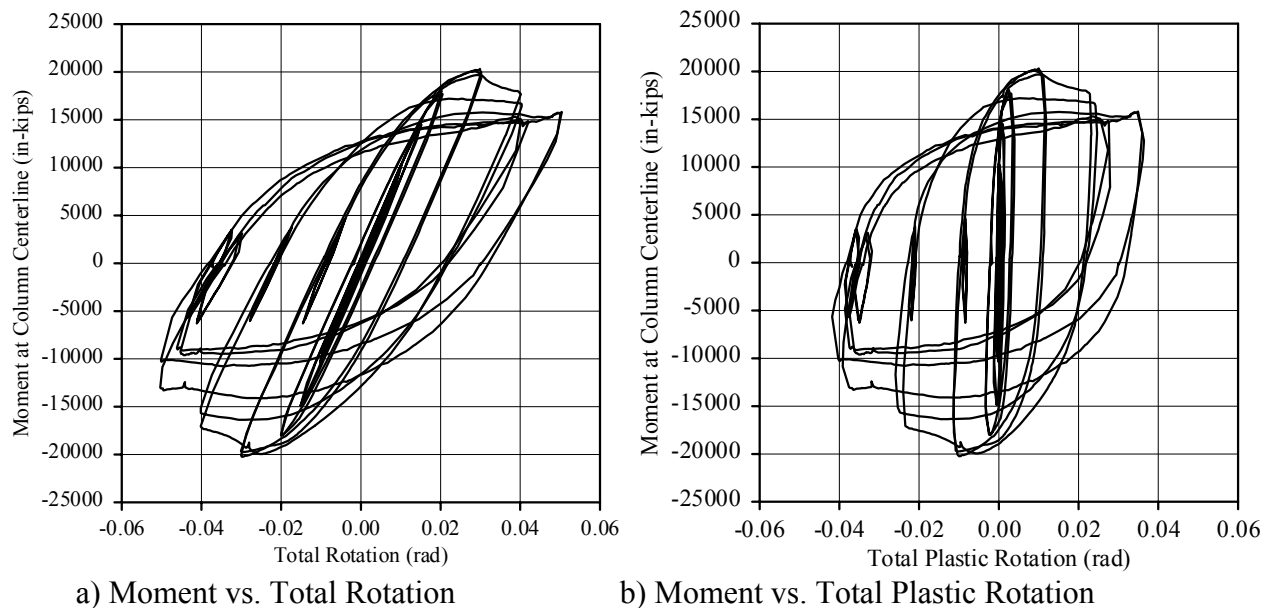 25000
20000
15000
10000
5000
0
-5000
-10000
-15000
-20000
-25000
Moment at Column Centerline (in-kips)
-0.06 -0.04 -0.02 0.00 0.02 0.04 0.06
Total Rotation (rad)
a) Moment vs. Total Rotation
25000
20000
15000
10000
5000
0
-5000
-10000
-15000
-20000
-25000
Moment at Column Centerline (in-kips)
-0.06 -0.04 -0.02 0.00 0.02 0.04 0.06
Total Plastic Rotation (rad)
b) Moment vs. Total Plastic Rotation